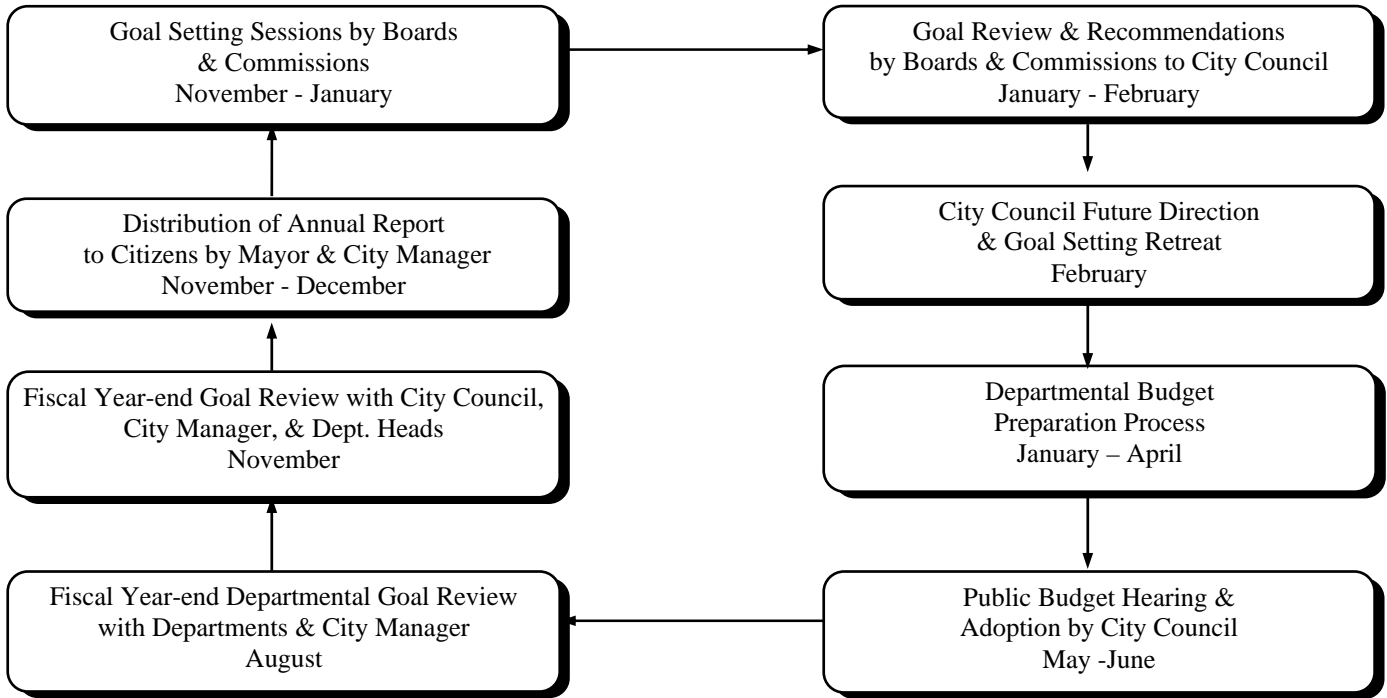 Goal Setting Sessions by Boards
& Commissions
November - January
Goal Review & Recommendations
by Boards & Commissions to City Council
January - February
Distribution of Annual Report
to Citizens by Mayor & City Manager
November - December
City Council Future Direction
& Goal Setting Retreat
February
Fiscal Year-end Goal Review with City Council,
City Manager, & Dept. Heads
November
Departmental Budget
Preparation Process
January – April
Fiscal Year-end Departmental Goal Review
with Departments & City Manager
August
Public Budget Hearing &
Adoption by City Council
May -June